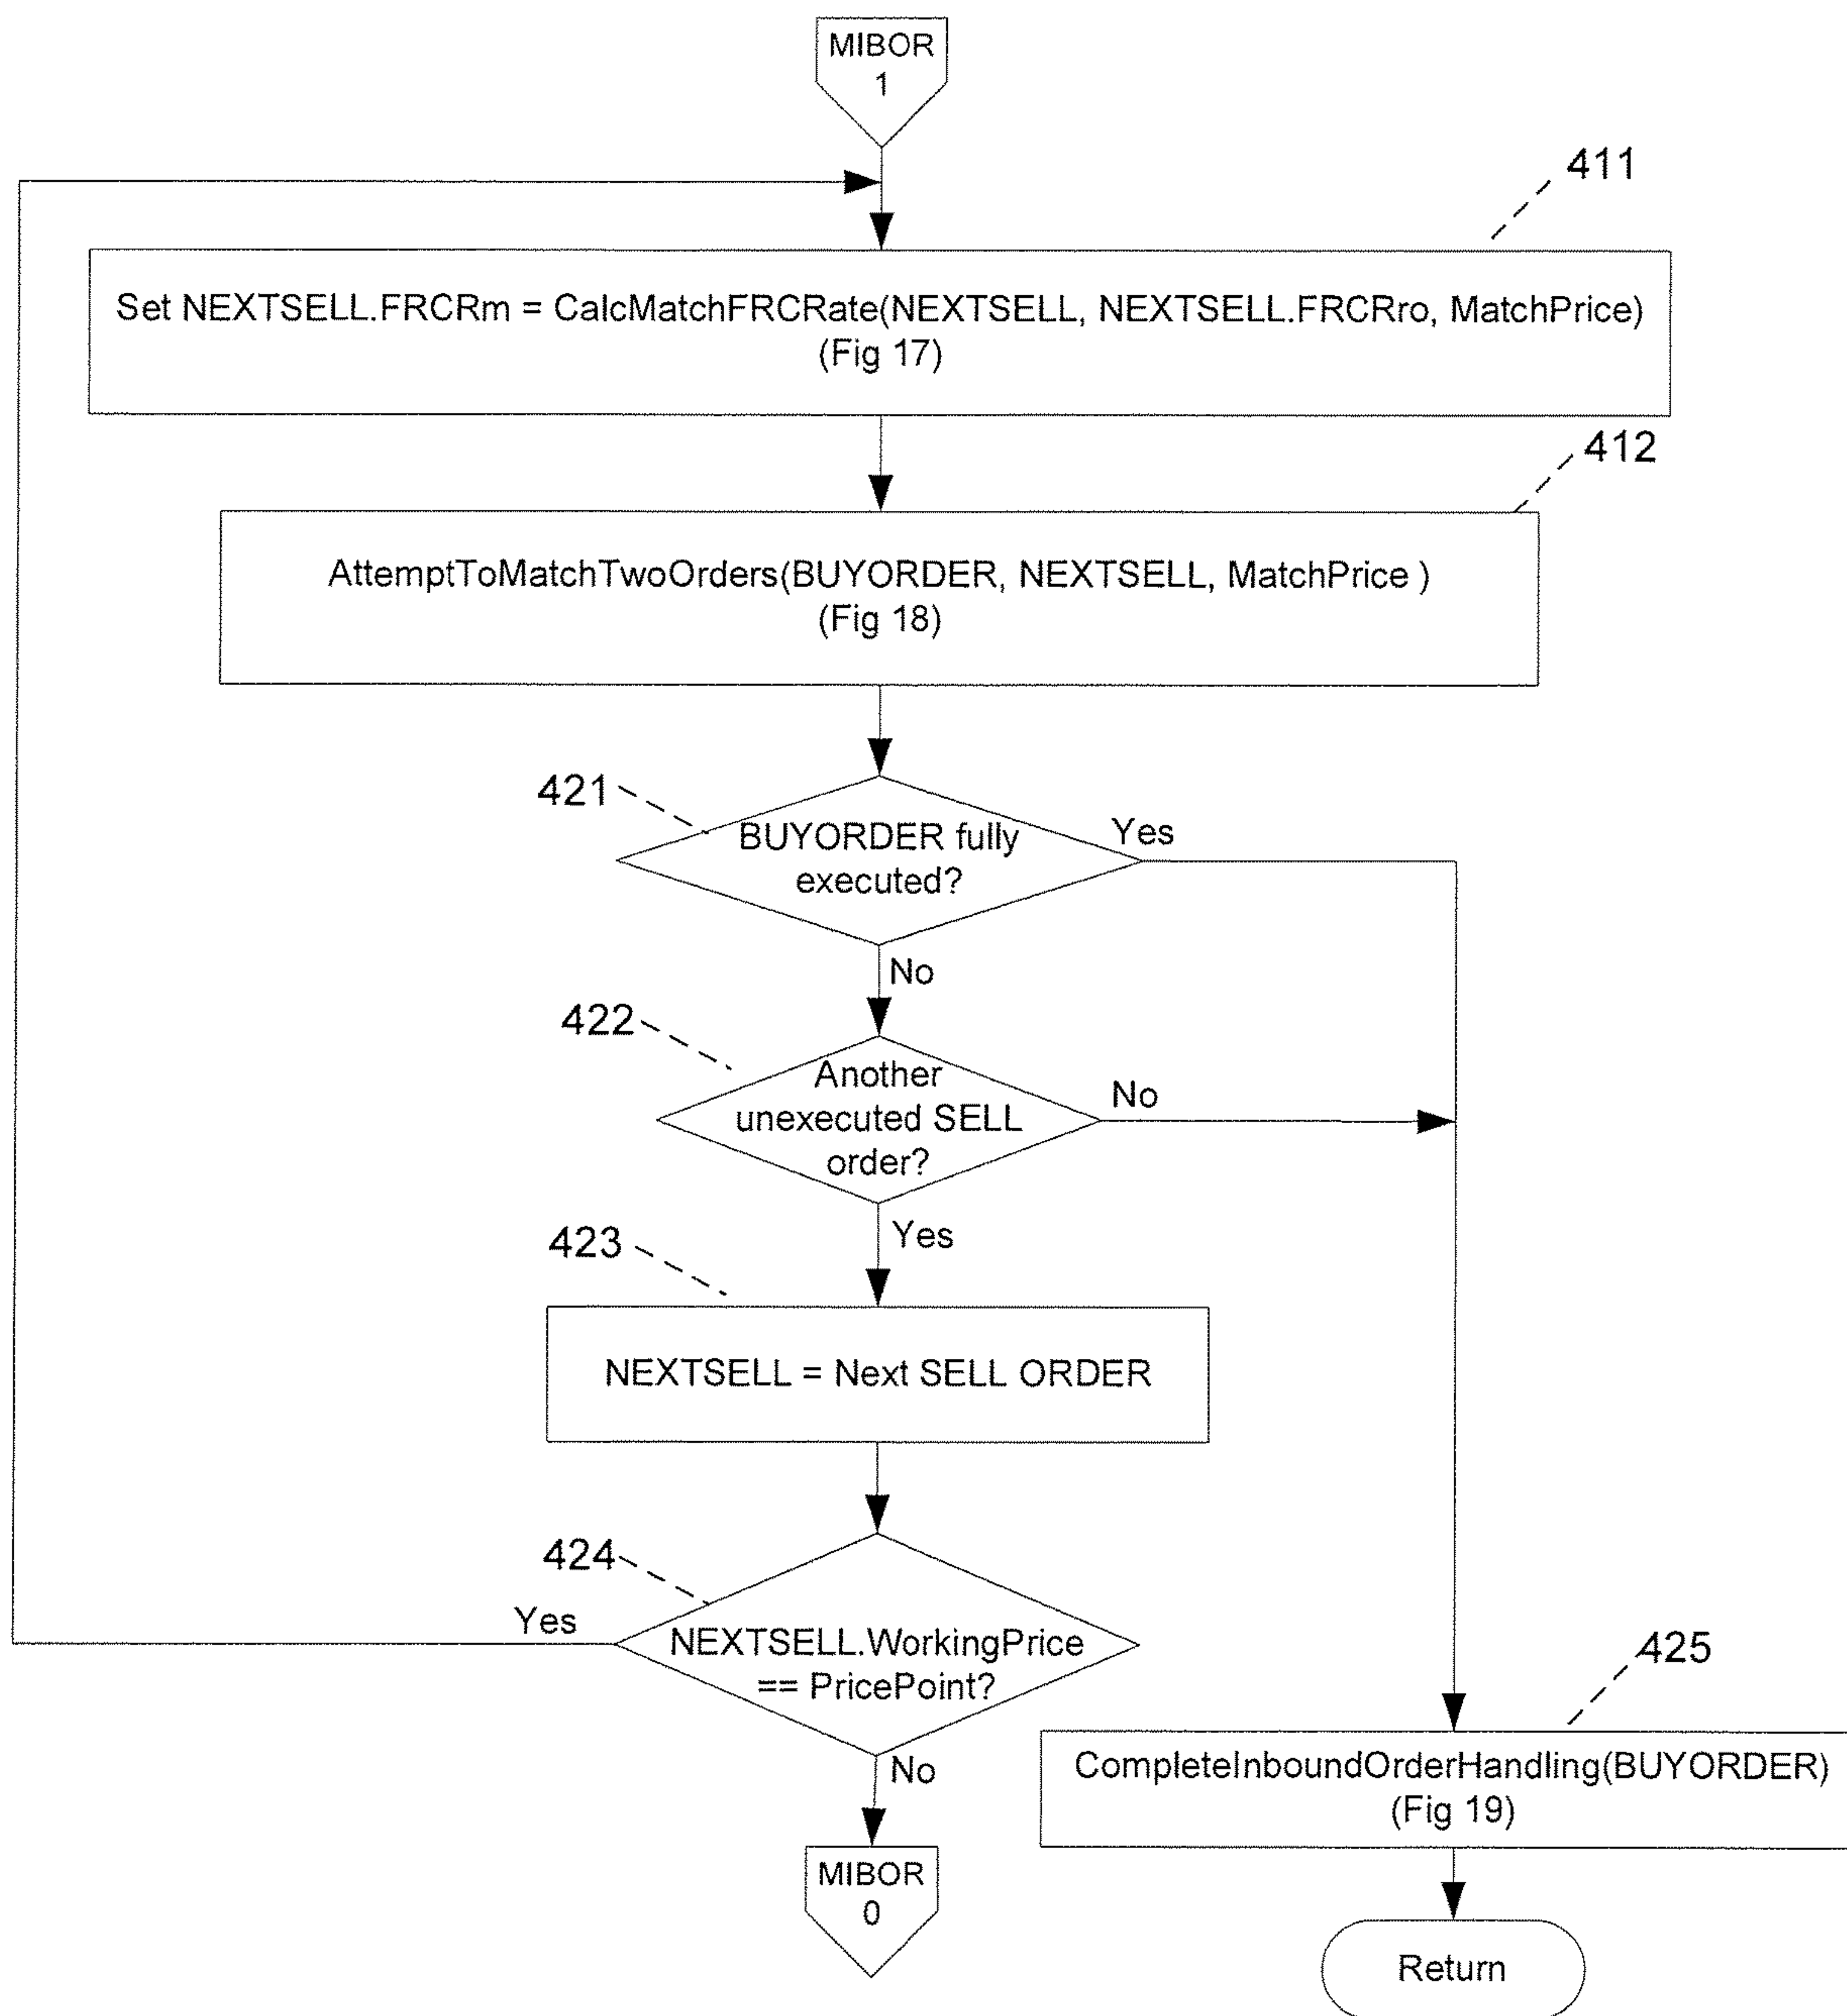 MIBOR
1
411
Set NEXTSELL.FRCRm = CalcMatchFRCRate(NEXTSELL, NEXTSELL.FRCRro, MatchPrice)
(Fig 17)
412
AttemptToMatchTwoOrders(BUYORDER, NEXTSELL, MatchPrice )
(Fig 18)
421
BUYORDER fully
executed?
Yes
No
422
Another
unexecuted SELL
order?
No
Yes
423
NEXTSELL = Next SELL ORDER
424
Yes
NEXTSELL.WorkingPrice
== PricePoint?
No
425
CompleteInboundOrderHandling(BUYORDER)
(Fig 19)
MIBOR
0
Return